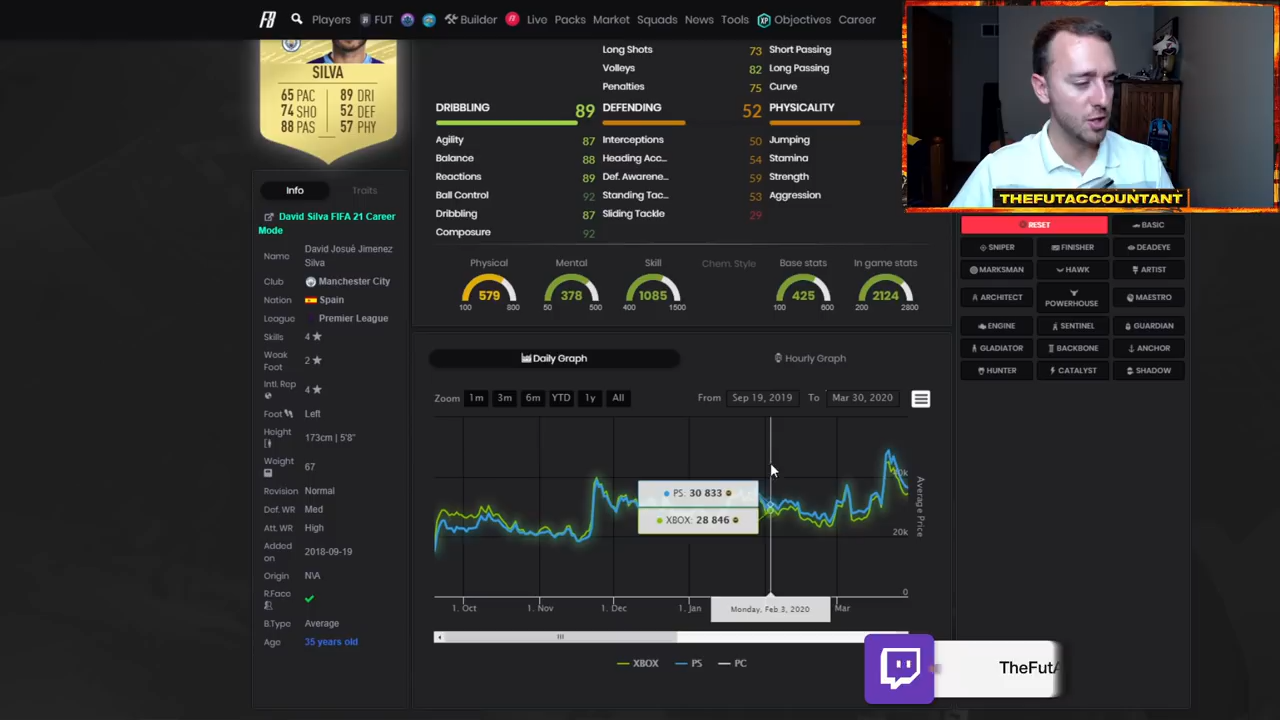 F8 Players FUT Builder Live Packs Market Squads News Tools XP Objectives Career
SILVA
65 PAC 89 DRI
74 SHO 52 DEF
88 PAS 57 PHY
Long Shots 73 Short Passing
Volleys 82 Long Passing
Penalties 75 Curve
DRIBBLING 89 DEFENDING 52 PHYSICALITY
Agility 87 Interceptions 50 Jumping
Balance 88 Heading Acc... 54 Stamina
Reactions 89 Def. Awarene... 59 Strength
Ball Control 92 Standing Tac... 53 Aggression
Dribbling 87 Sliding Tackle 29
Composure 92
Physical Mental Skill Chem. Style Base stats In game stats
579 378 1085 425 2124
100 800 50 500 400 1500 100 600 200 2800
Info Traits
David Silva FIFA 21 Career
Mode
Name David Josué Jimenez
Silva
Club Manchester City
Nation Spain
League Premier League
Skills 4
Weak
Foot 2
Intl. Rep 4
Foot Left
Height 173cm | 5'8"
Weight 67
Revision Normal
Def. WR Med
Att. WR High
Added
on 2018-09-19
Origin N\A
R.Face
B.Type Average
Age 35 years old
Daily Graph Hourly Graph
Zoom 1m 3m 6m YTD 1y All From Sep 19, 2019 To Mar 30, 2020
PS: 30 833
XBOX: 28 846
20k
0
Average Price
1. Oct 1. Nov 1. Dec 1. Jan Monday, Feb 3, 2020 Mar
XBOX PS PC
THEFUTACCOUNTANT
RESET BASIC
SNIPER FINISHER DEADEYE
MARKSMAN HAWK ARTIST
ARCHITECT POWERHOUSE MAESTRO
ENGINE SENTINEL GUARDIAN
GLADIATOR BACKBONE ANCHOR
HUNTER CATALYST SHADOW